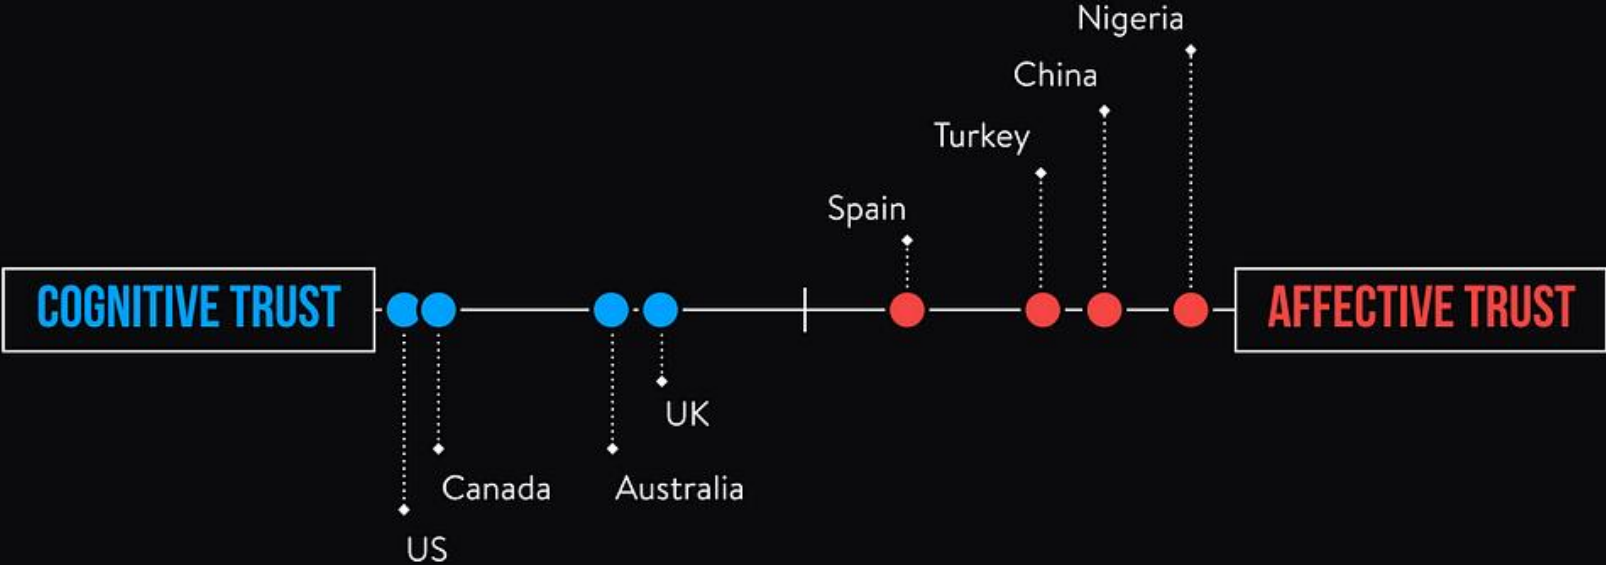 Nigeria
China
Turkey
Spain
COGNITIVE TRUST
AFFECTIVE TRUST
UK
Canada
Australia
US